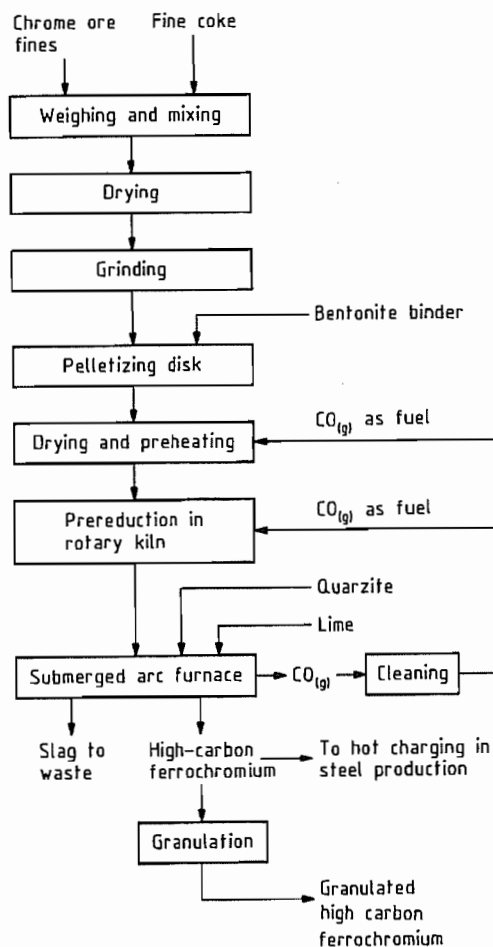 Chrome ore
fines
Fine coke
Weighing and mixing
Drying
Grinding
Bentonite binder
Pelletizing disk
CO(g) as fuel
Drying and preheating
CO(g) as fuel
Prereduction in
rotary kiln
Quarzite
Lime
Submerged arc furnace
CO(g)
Cleaning
Slag to
waste
High-carbon
ferrochromium
To hot charging in
steel production
Granulation
Granulated
high carbon
ferrochromium